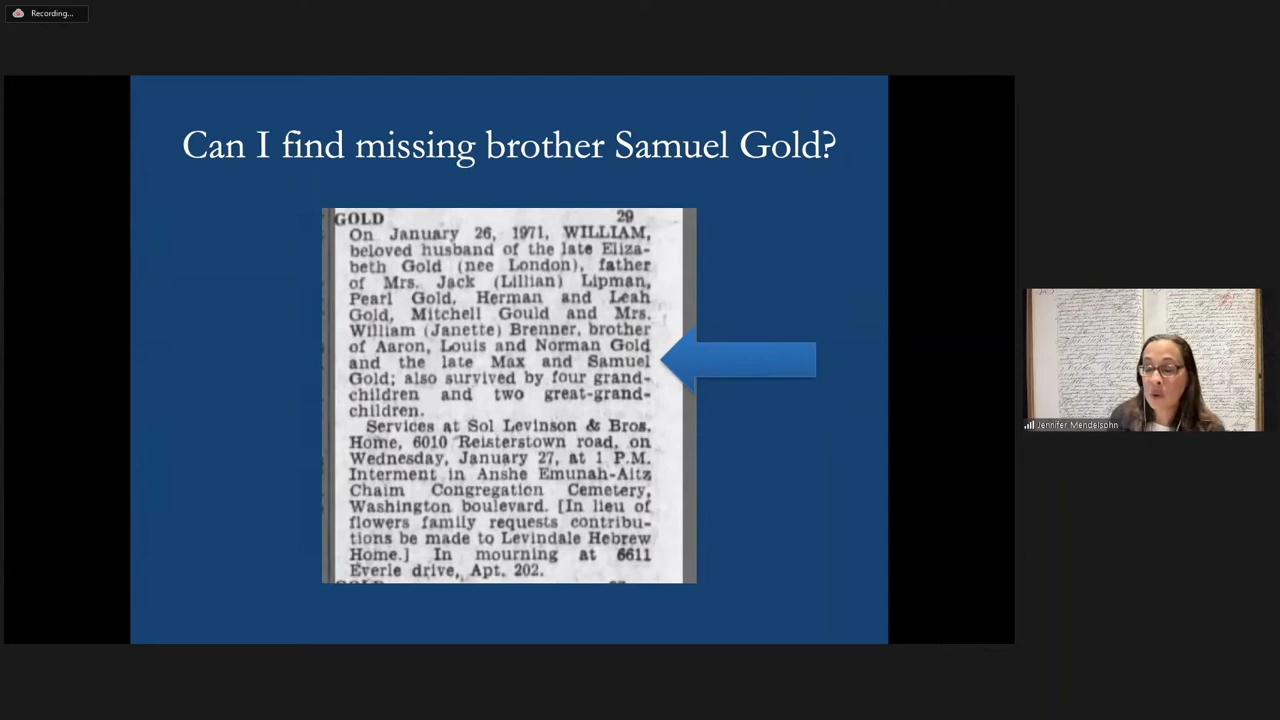 Recording...
Can I find missing brother Samuel Gold?
GOLD 29
On January 26, 1971, WILLIAM,
beloved husband of the late Eliza-
beth Gold (nee London), father
of Mrs. Jack (Lillian) Lipman,
Pearl Gold, Herman and Leah
Gold, Mitchell Gould and Mrs.
William (Janette) Brenner, brother
of Aaron, Louis and Norman Gold
and the late Max and Samuel
Gold; also survived by four grand-
children and two great-grand-
children.
Services at Sol Levinson & Bros.
Home, 6010 Reisterstown road, on
Wednesday, January 27, at 1 P.M.
Interment in Anshe Emunah-Aitz
Chaim Congregation Cemetery,
Washington boulevard. [In lieu of
flowers family requests contribu-
tions be made to Levindale Hebrew
Home.] In mourning at 6611
Everle drive, Apt. 202.
Jennifer Mendelsohn